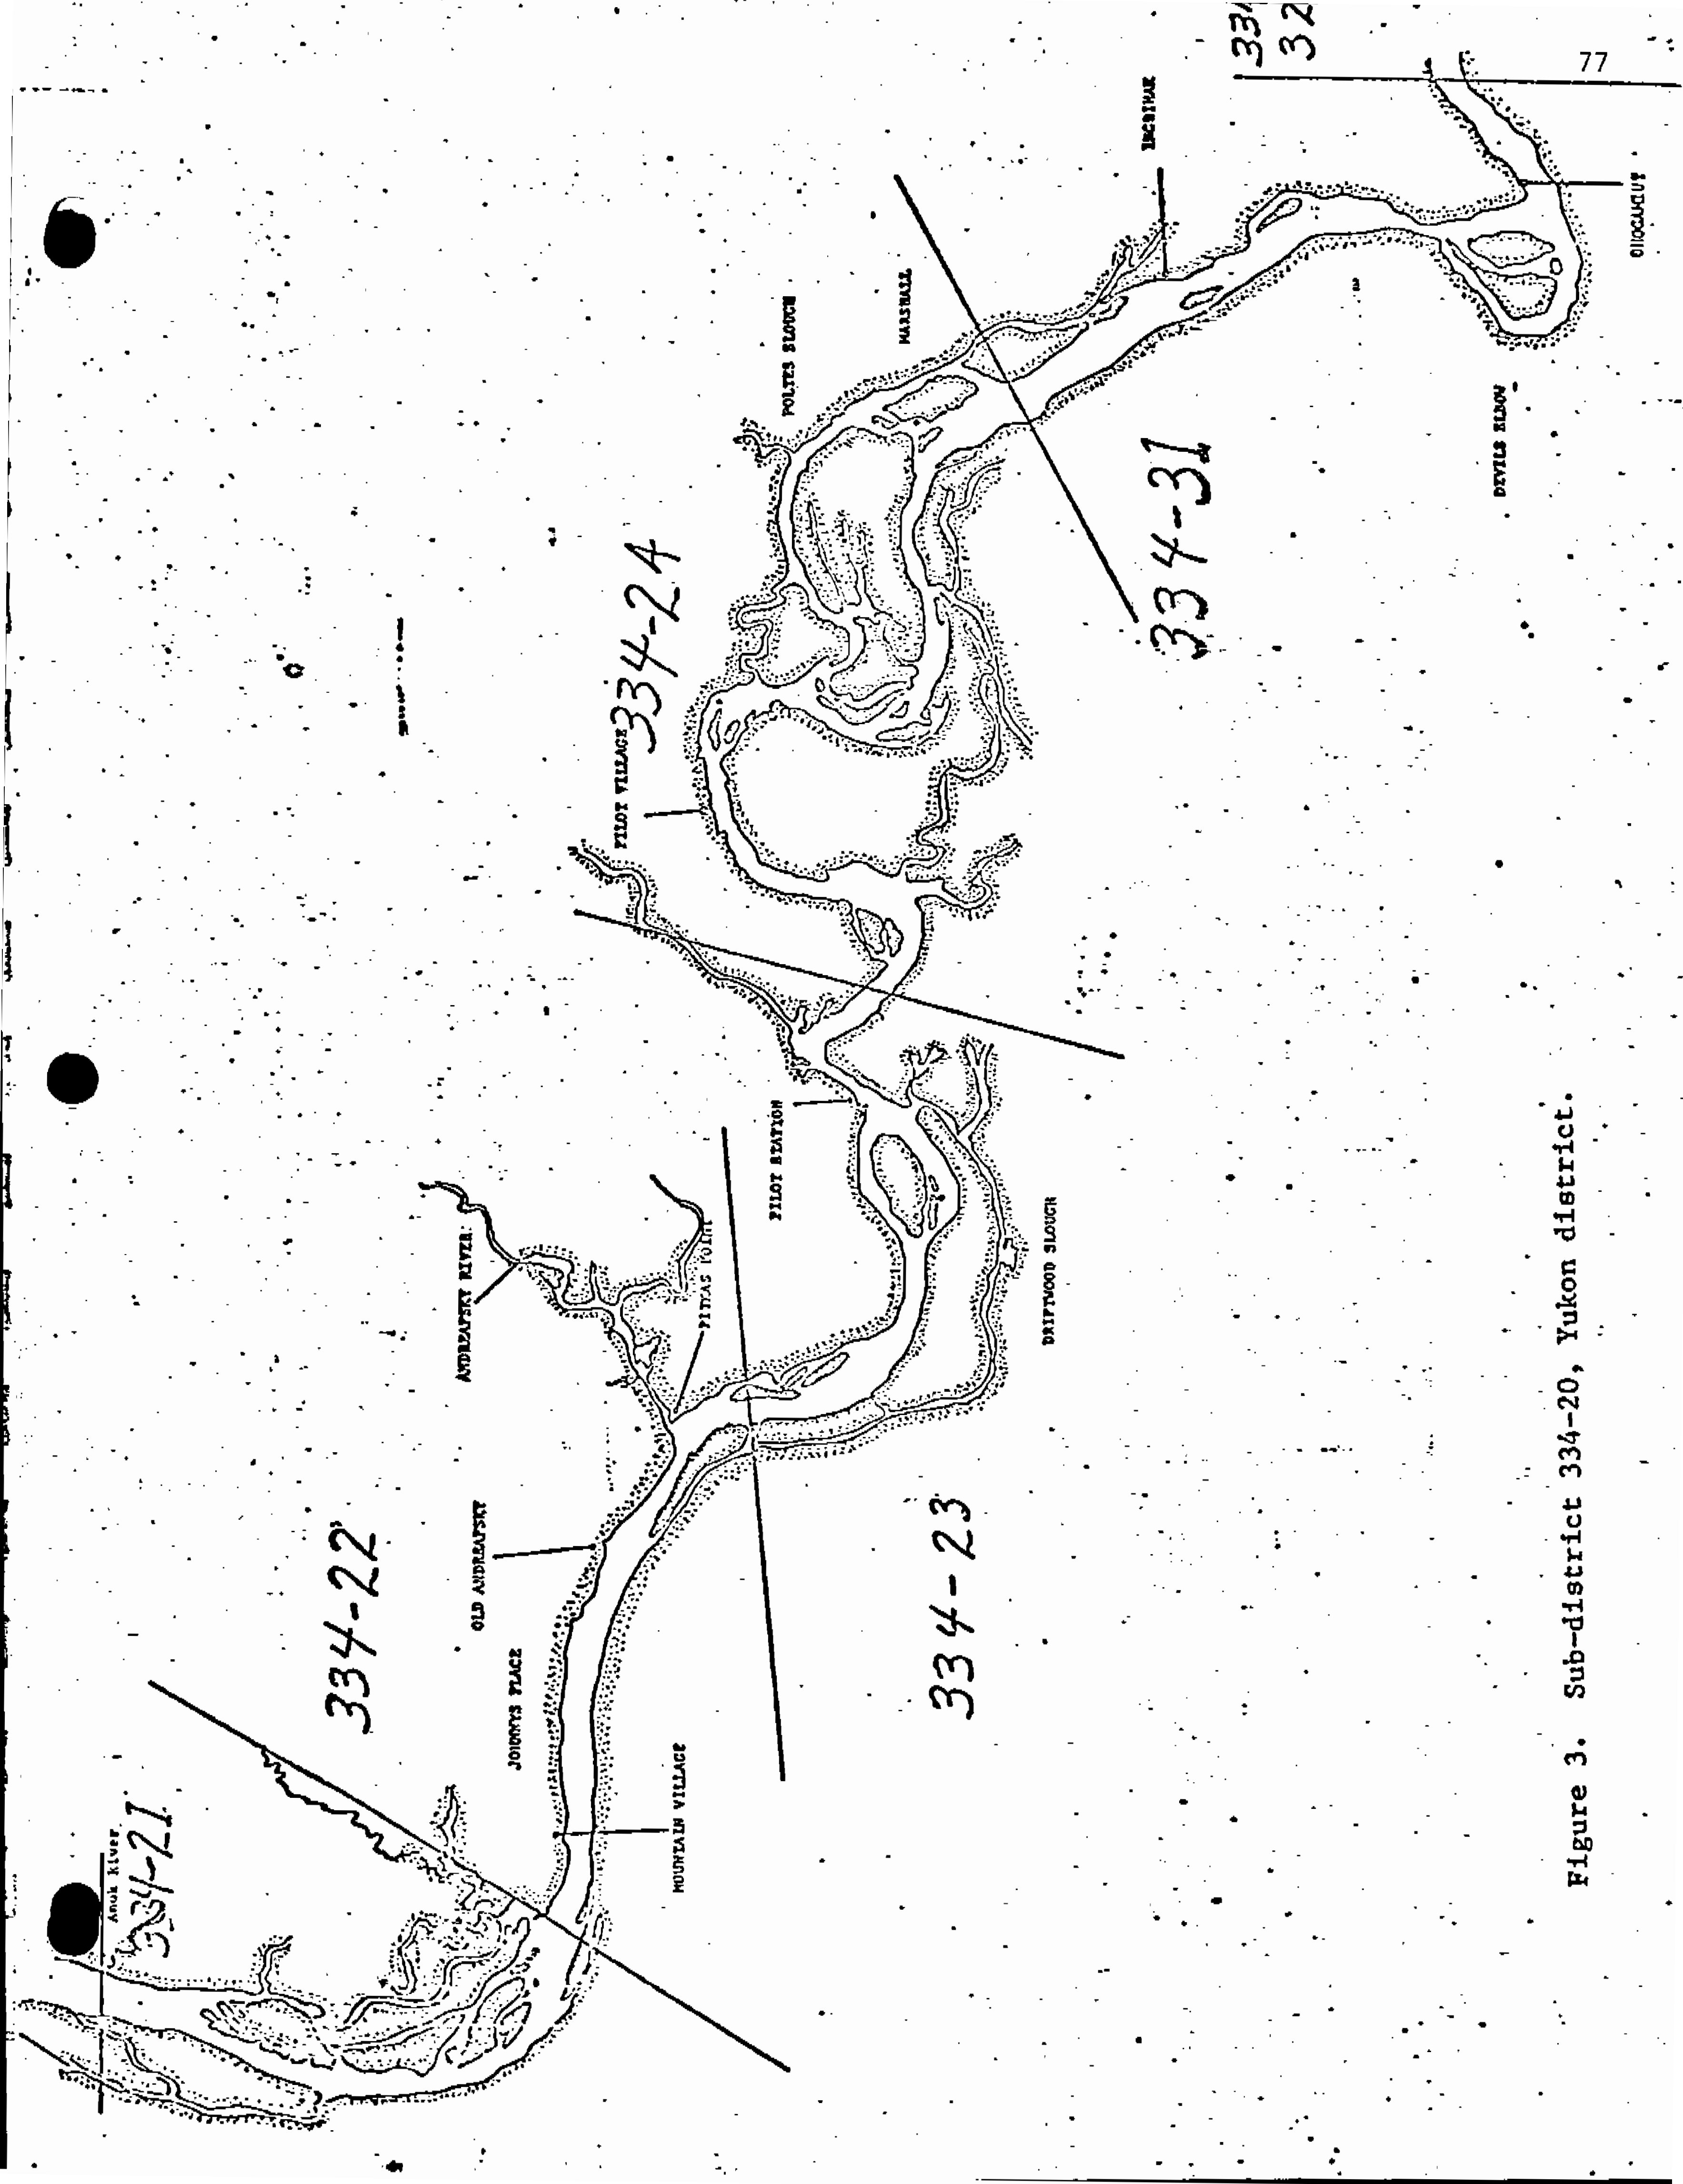 77
Anuk River
334-21
334-22
ANDREAFSKY RIVER
OLD ANDREAFSKY
JOHNNYS PLACE
MOUNTAIN VILLAGE
PITKAS POINT
334-23
PILOT STATION
DRIFTWOOD SLOUGH
PILOT VILLAGE
334-24
POLTES SLOUGH
MARSHALL
334-31
DEVILS ELBOW
32
Figure 3. Sub-district 334-20, Yukon district.